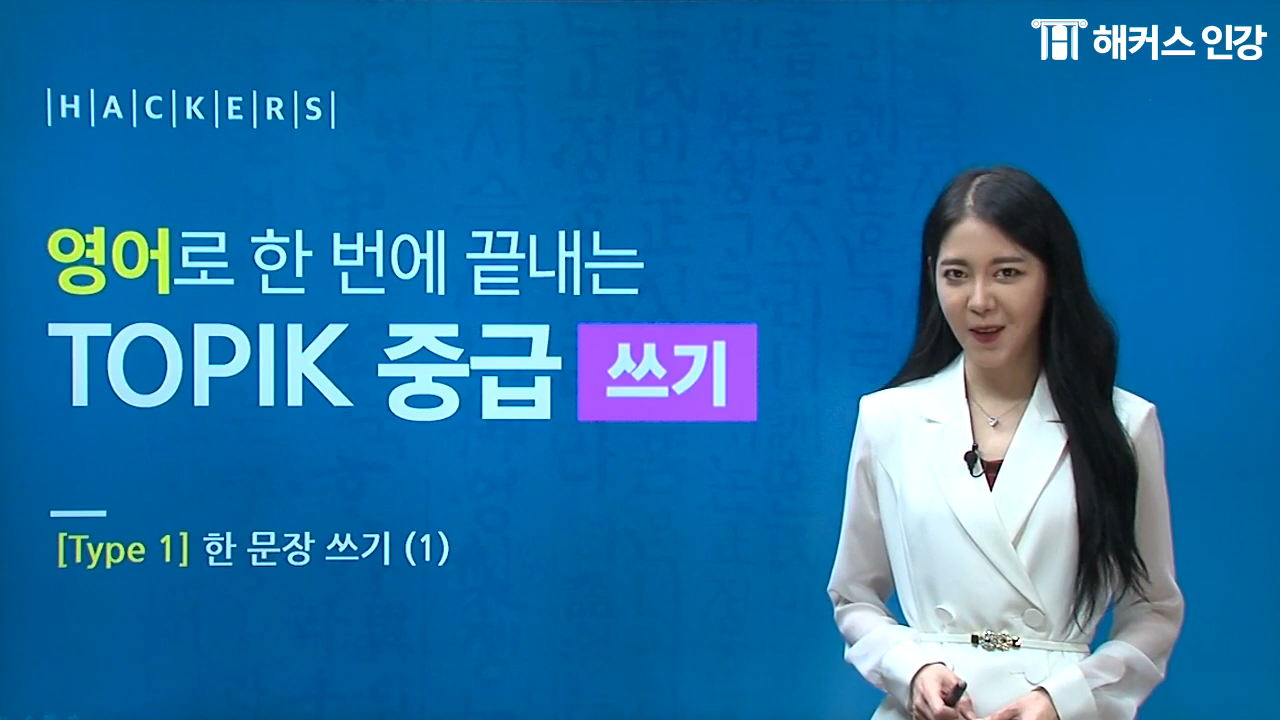 해커스 인강
|H|A|C|K|E|R|S|
영어로 한 번에 끝내는
TOPIK 중급 쓰기
[Type 1] 한 문장 쓰기 (1)